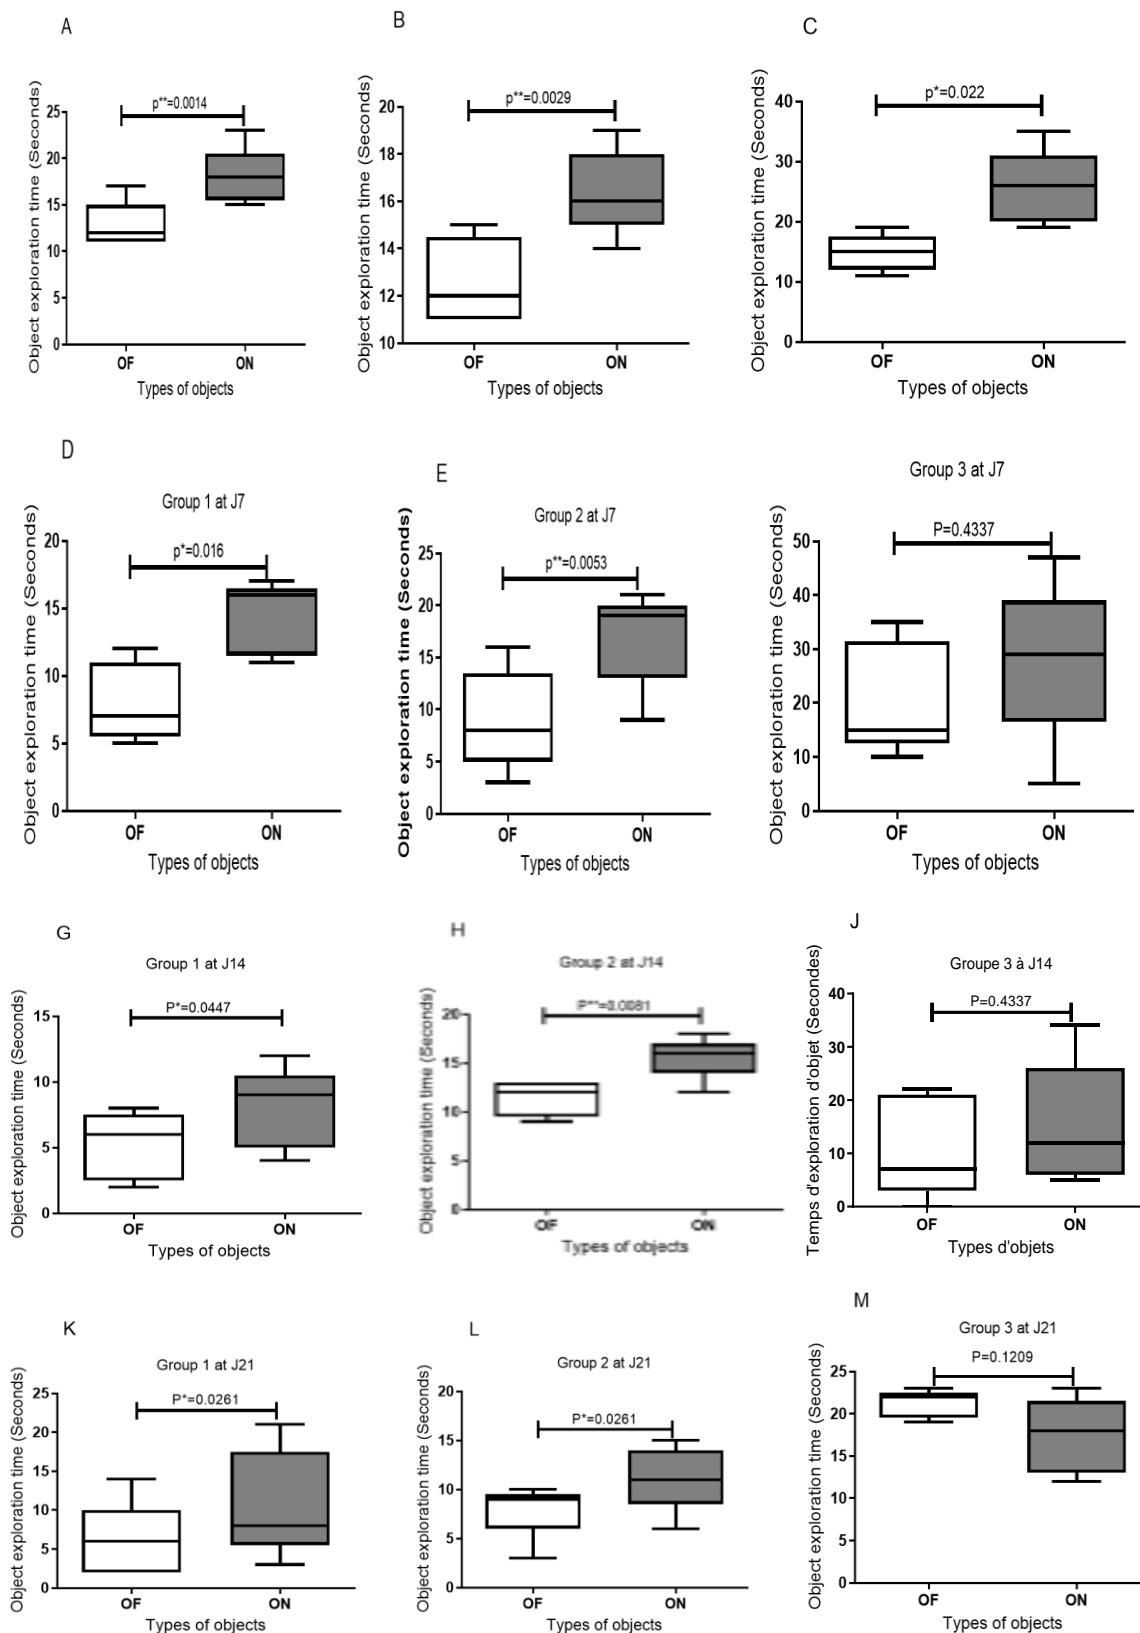 A
Object exploration time (Seconds)
p**=0.0014
25
20
15
10
5
0
OF
ON
Types of objects
B
Object exploration time (Seconds)
p**=0.0029
20
18
16
14
12
10
OF
ON
Types of objects
C
Object exploration time (Seconds)
p*=0.022
40
30
20
10
0
OF
ON
Types of objects
D
Group 1 at J7
Object exploration time (Seconds)
p*=0.016
20
15
10
5
0
OF
ON
Types of objects
E
Group 2 at J7
Object exploration time (Seconds)
p**=0.0053
25
20
15
10
5
0
OF
ON
Types of objects
Group 3 at J7
Object exploration time (Seconds)
P=0.4337
50
40
30
20
10
0
OF
ON
Types of objects
G
Group 1 at J14
Object exploration time (Seconds)
P*=0.0447
15
10
5
0
OF
ON
Types of objects
H
Group 2 at J14
Object exploration time (Seconds)
P**=0.0081
20
15
10
5
0
OF
ON
Types of objects
J
Groupe 3 à J14
Temps d'exploration d'objet (Secondes)
P=0.4337
40
30
20
10
0
OF
ON
Types d'objets
K
Group 1 at J21
Object exploration time (Seconds)
P*=0.0261
25
20
15
10
5
0
OF
ON
Types of objects
L
Group 2 at J21
Object exploration time (Seconds)
P*=0.0261
20
15
10
5
0
OF
ON
Types of objects
M
Group 3 at J21
Object exploration time (Seconds)
P=0.1209
25
20
15
10
5
0
OF
ON
Types of objects